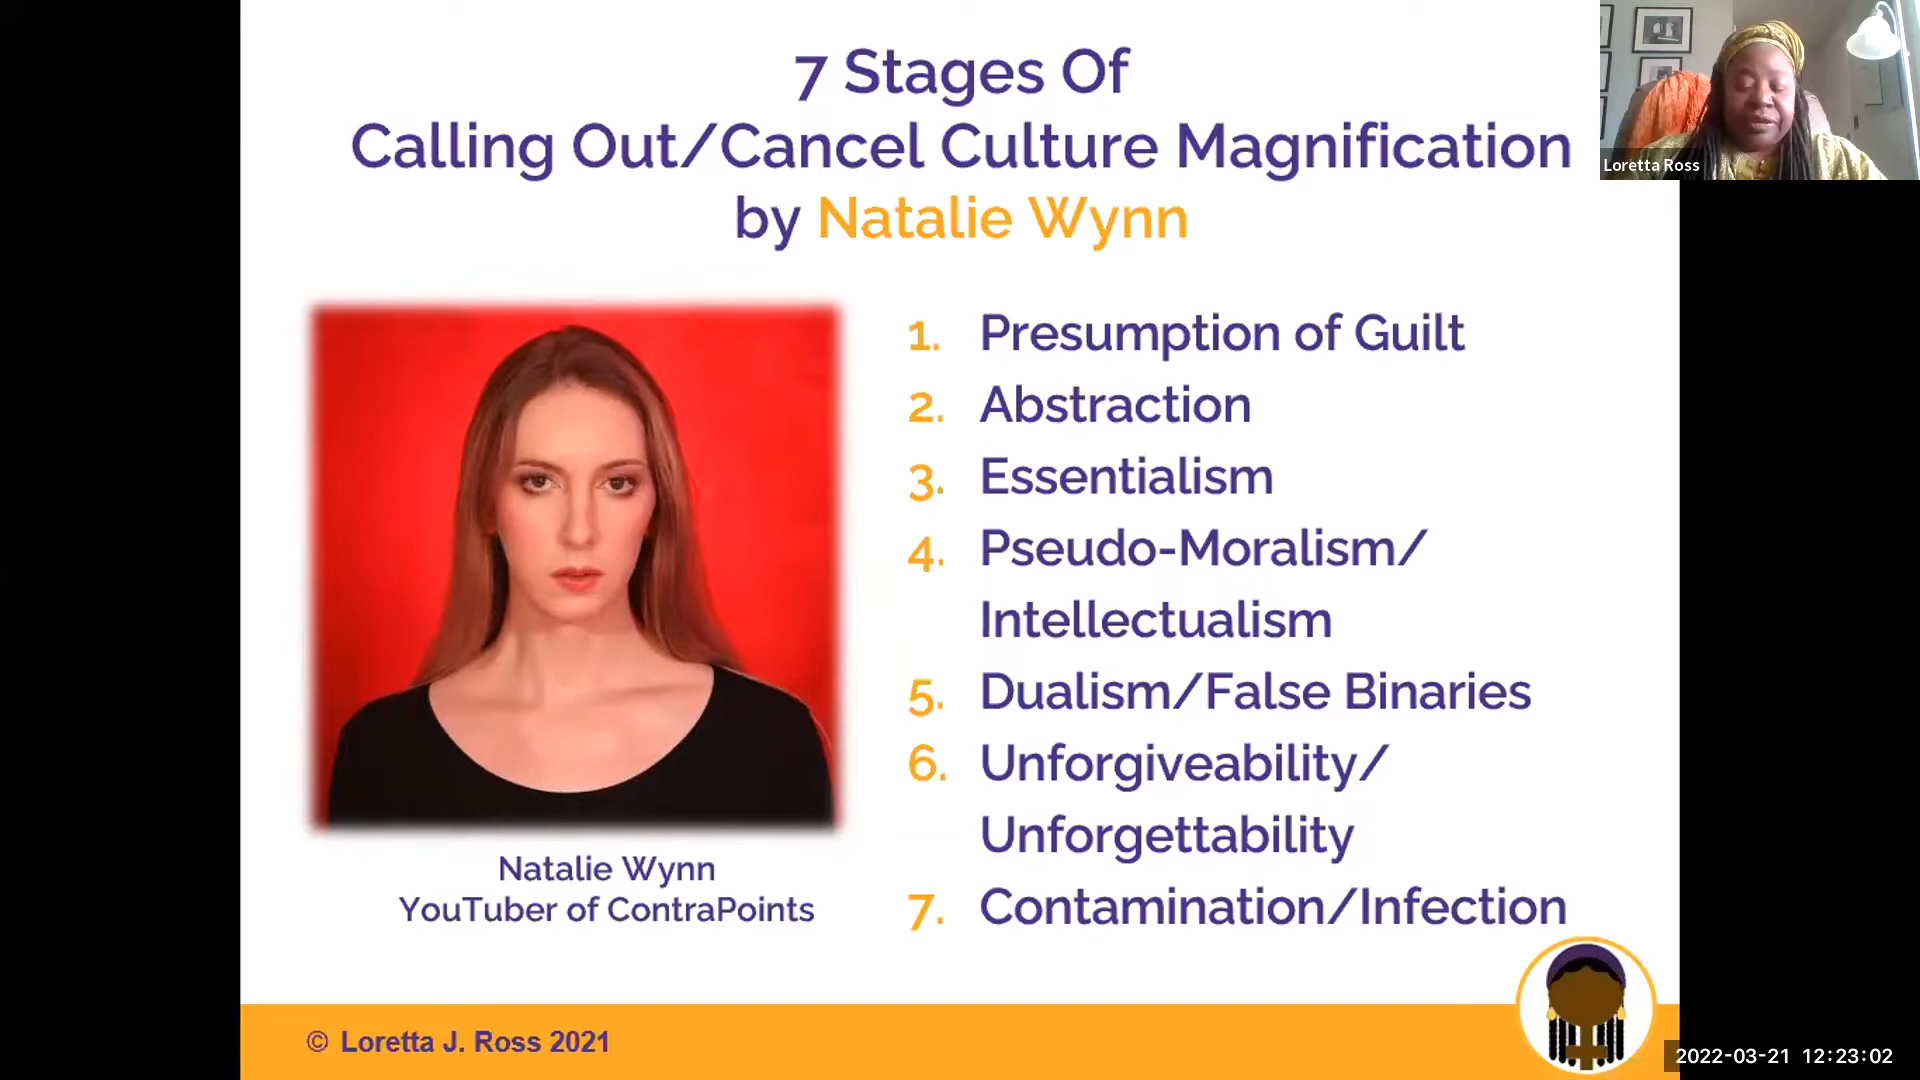 7 Stages Of
Calling Out/Cancel Culture Magnification
by Natalie Wynn
Loretta Ross
1. Presumption of Guilt
2. Abstraction
3. Essentialism
4. Pseudo-Moralism/
Intellectualism
5. Dualism/False Binaries
6. Unforgiveability/
Unforgettability
7. Contamination/Infection
Natalie Wynn
YouTuber of ContraPoints
© Loretta J. Ross 2021
2022-03-21 12:23:02